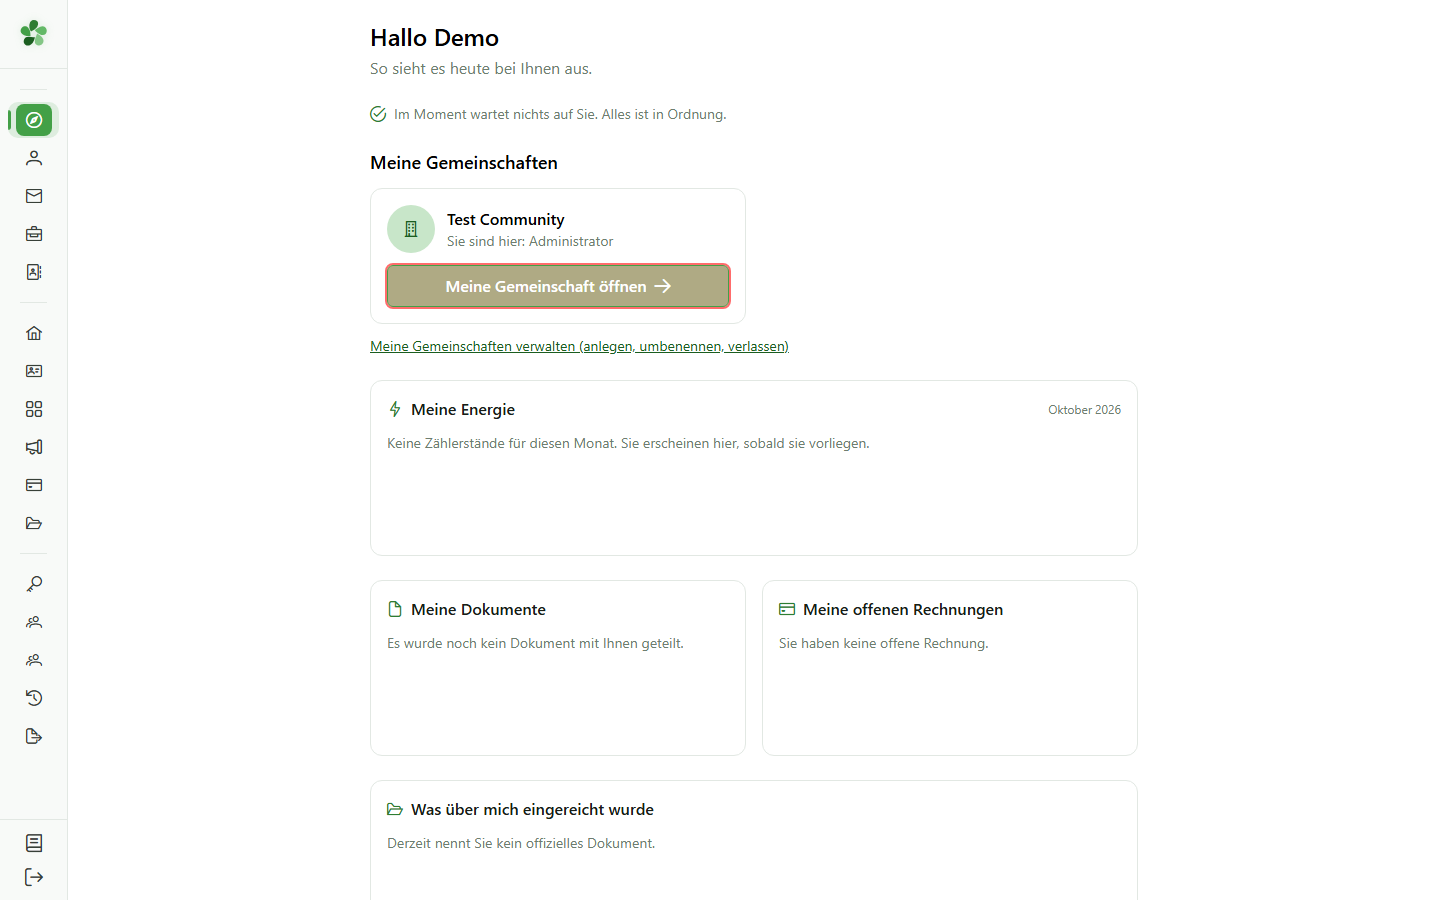 Hallo Demo
So sieht es heute bei Ihnen aus.
Im Moment wartet nichts auf Sie. Alles ist in Ordnung.
Meine Gemeinschaften
Test Community
Sie sind hier: Administrator
Meine Gemeinschaft öffnen
Meine Gemeinschaften verwalten (anlegen, umbenennen, verlassen)
Meine Energie
Oktober 2026
Keine Zählerstände für diesen Monat. Sie erscheinen hier, sobald sie vorliegen.
Meine Dokumente
Es wurde noch kein Dokument mit Ihnen geteilt.
Meine offenen Rechnungen
Sie haben keine offene Rechnung.
Was über mich eingereicht wurde
Derzeit nennt Sie kein offizielles Dokument.